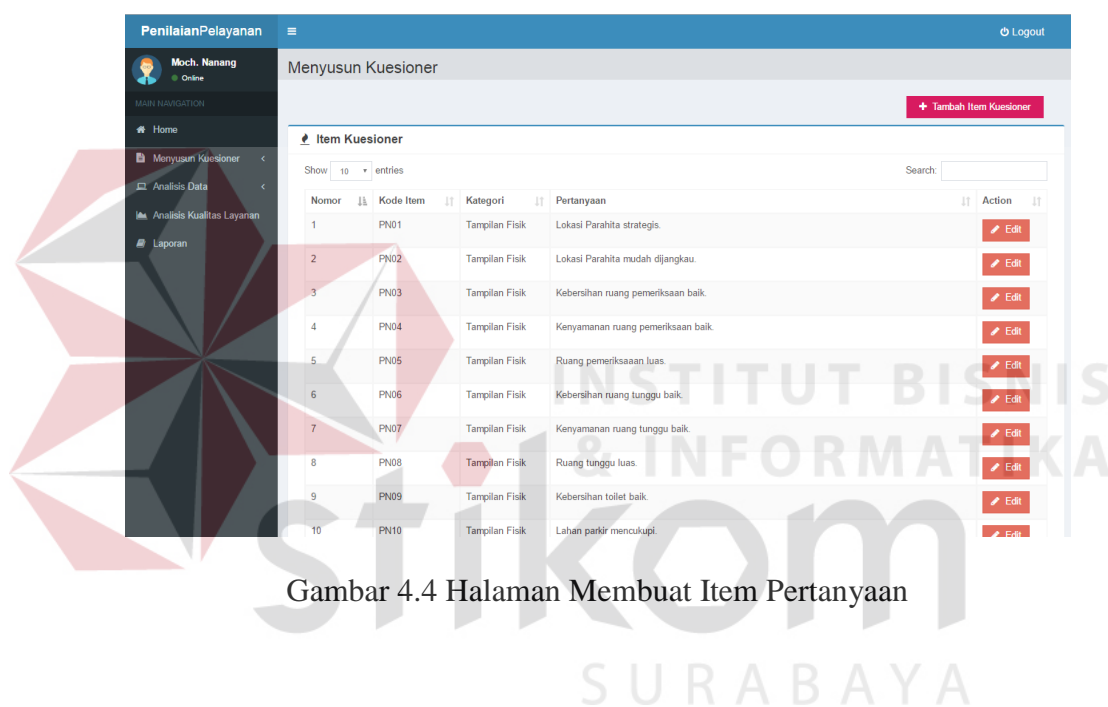 PenilaianPelayanan
Logout
Moch. Nanang
Online
Menyusun Kuesioner
MAIN NAVIGATION
Tambah Item Kuesioner
Home
Menyusun Kuesioner
Analisis Data
Analisis Kualitas Layanan
Laporan
Item Kuesioner
Show 10 entries Search:
Nomor Kode Item Kategori Pertanyaan Action
1 PN01 Tampilan Fisik Lokasi Parahita strategis. Edit
2 PN02 Tampilan Fisik Lokasi Parahita mudah dijangkau. Edit
3 PN03 Tampilan Fisik Kebersihan ruang pemeriksaan baik. Edit
4 PN04 Tampilan Fisik Kenyamanan ruang pemeriksaan baik. Edit
5 PN05 Tampilan Fisik Ruang pemeriksaaan luas. Edit
6 PN06 Tampilan Fisik Kebersihan ruang tunggu baik. Edit
7 PN07 Tampilan Fisik Kenyamanan ruang tunggu baik. Edit
8 PN08 Tampilan Fisik Ruang tunggu luas. Edit
9 PN09 Tampilan Fisik Kebersihan toilet baik. Edit
10 PN10 Tampilan Fisik Lahan parkir mencukupi. Edit
INSTITUT BISNIS
& INFORMATIKA
stikom
SURABAYA
Gambar 4.4 Halaman Membuat Item Pertanyaan